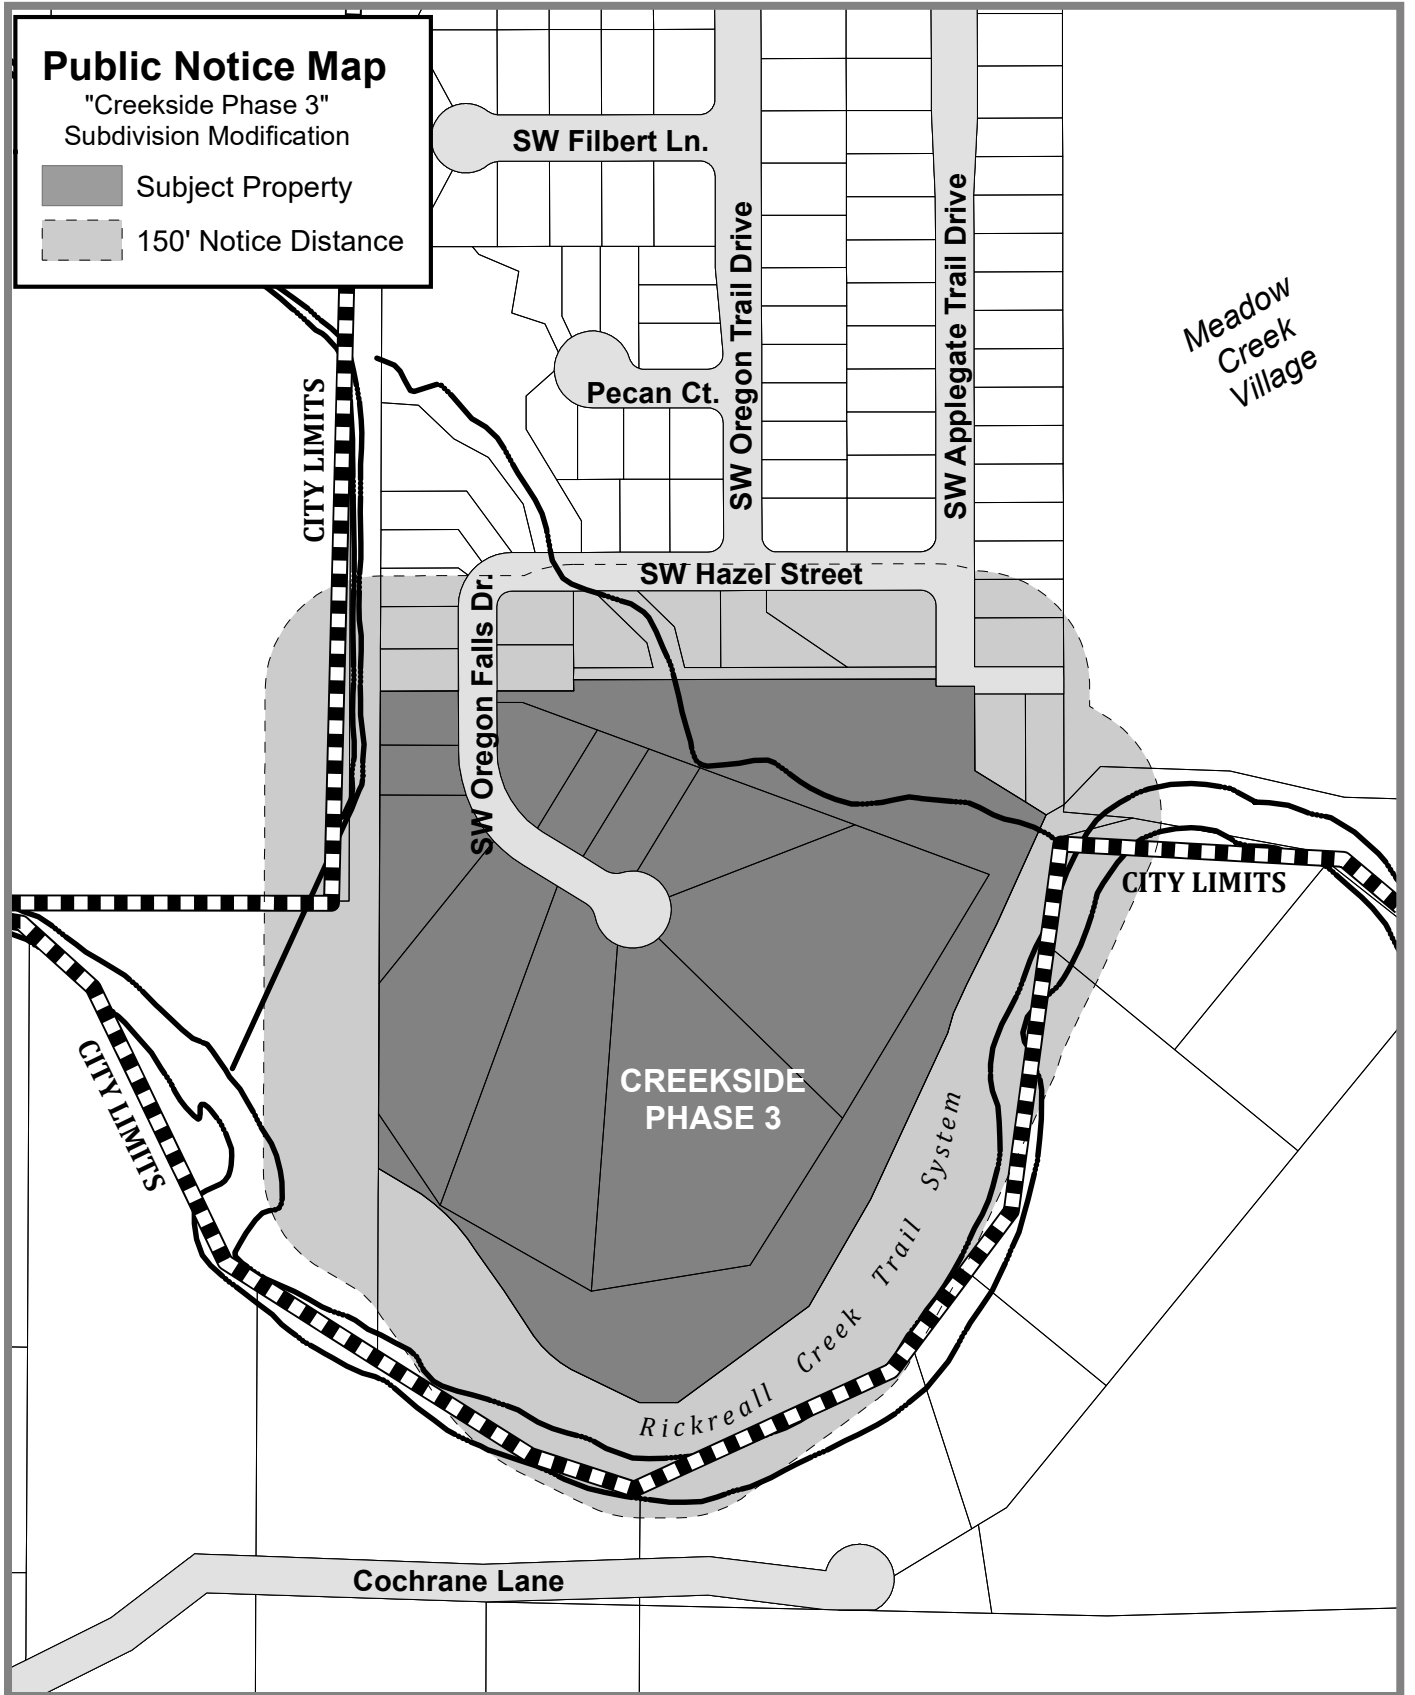 Public Notice Map
"Creekside Phase 3"
Subdivision Modification
Subject Property
150' Notice Distance
SW Filbert Ln.
SW Oregon Trail Drive
SW Applegate Trail Drive
Meadow
Creek
Village
Pecan Ct.
CITY LIMITS
SW Hazel Street
SW Oregon Falls Dr.
CITY LIMITS
CITY LIMITS
CREEKSIDE
PHASE 3
Rickreall Creek Trail System
Cochrane Lane